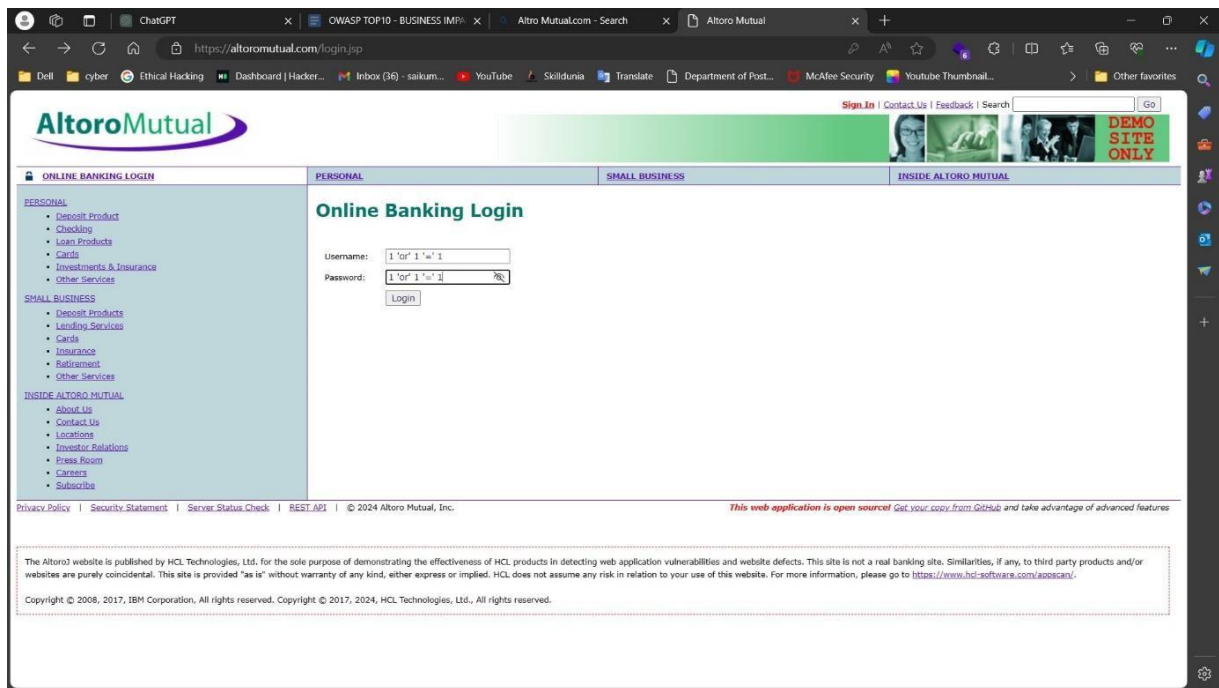 ChatGPT
OWASP TOP10 - BUSINESS IMPA
Altro Mutual.com - Search
Altoro Mutual
https://altoromutual.com/login.jsp
6
Dell
cyber
Ethical Hacking
Dashboard | Hacker...
Inbox (36) - saikum...
YouTube
Skilldunia
Translate
Department of Post...
McAfee Security
Youtube Thumbnail...
Other favorites
Sign In | Contact Us | Feedback | Search
Go
AltoroMutual
DEMO
SITE
ONLY
ONLINE BANKING LOGIN
PERSONAL
SMALL BUSINESS
INSIDE ALTORO MUTUAL
PERSONAL
Deposit Product
Checking
Loan Products
Cards
Investments & Insurance
Other Services
SMALL BUSINESS
Deposit Products
Lending Services
Cards
Insurance
Retirement
Other Services
INSIDE ALTORO MUTUAL
About Us
Contact Us
Locations
Investor Relations
Press Room
Careers
Subscribe
Online Banking Login
Username: 1 'or' 1 '=' 1
Password: 1 'or' 1 '=' 1
Login
Privacy Policy | Security Statement | Server Status Check | REST API | © 2024 Altoro Mutual, Inc.
This web application is open source! Get your copy from GitHub and take advantage of advanced features
The AltoroJ website is published by HCL Technologies, Ltd. for the sole purpose of demonstrating the effectiveness of HCL products in detecting web application vulnerabilities and website defects. This site is not a real banking site. Similarities, if any, to third party products and/or
websites are purely coincidental. This site is provided "as is" without warranty of any kind, either express or implied. HCL does not assume any risk in relation to your use of this website. For more information, please go to https://www.hcl-software.com/appscan/.
Copyright © 2008, 2017, IBM Corporation, All rights reserved. Copyright © 2017, 2024, HCL Technologies, Ltd., All rights reserved.